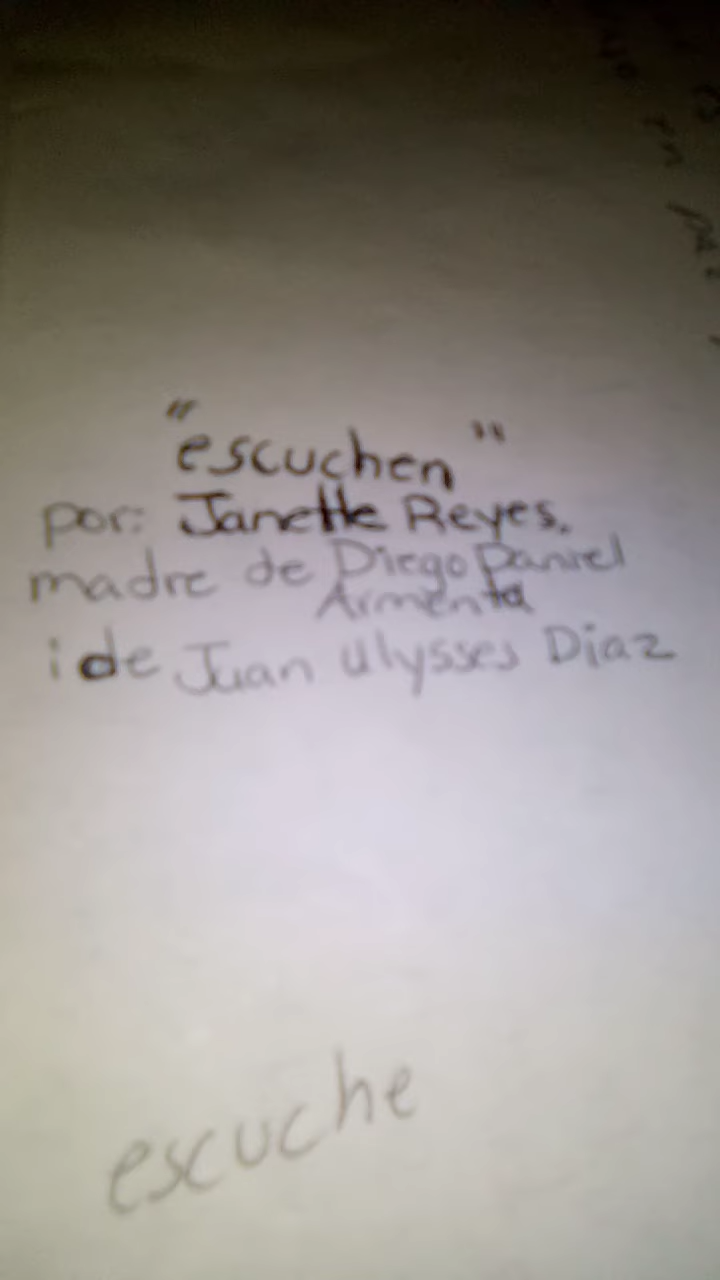 "escuchen"
por: Janette Reyes.
madre de Diego Daniel
Armenta
i de Juan Ulysses Diaz
escuche